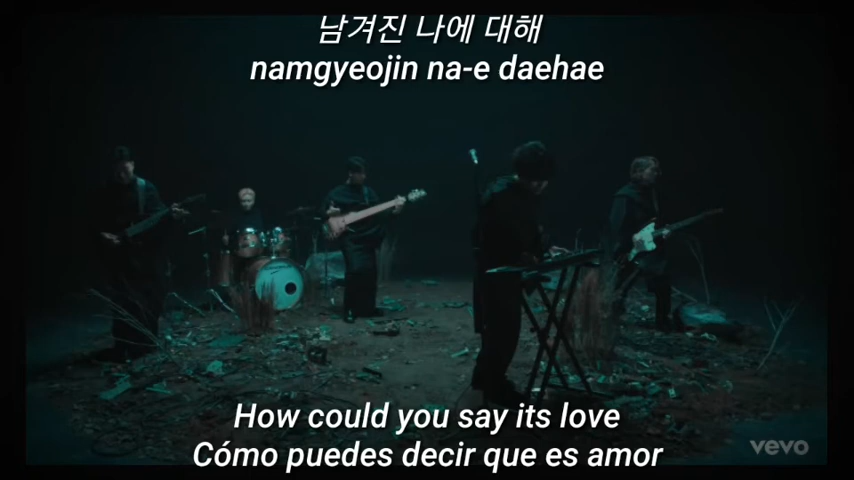 남겨진 나에 대해
namgyeojin na-e daehae
How could you say its love
Cómo puedes decir que es amor
vevo